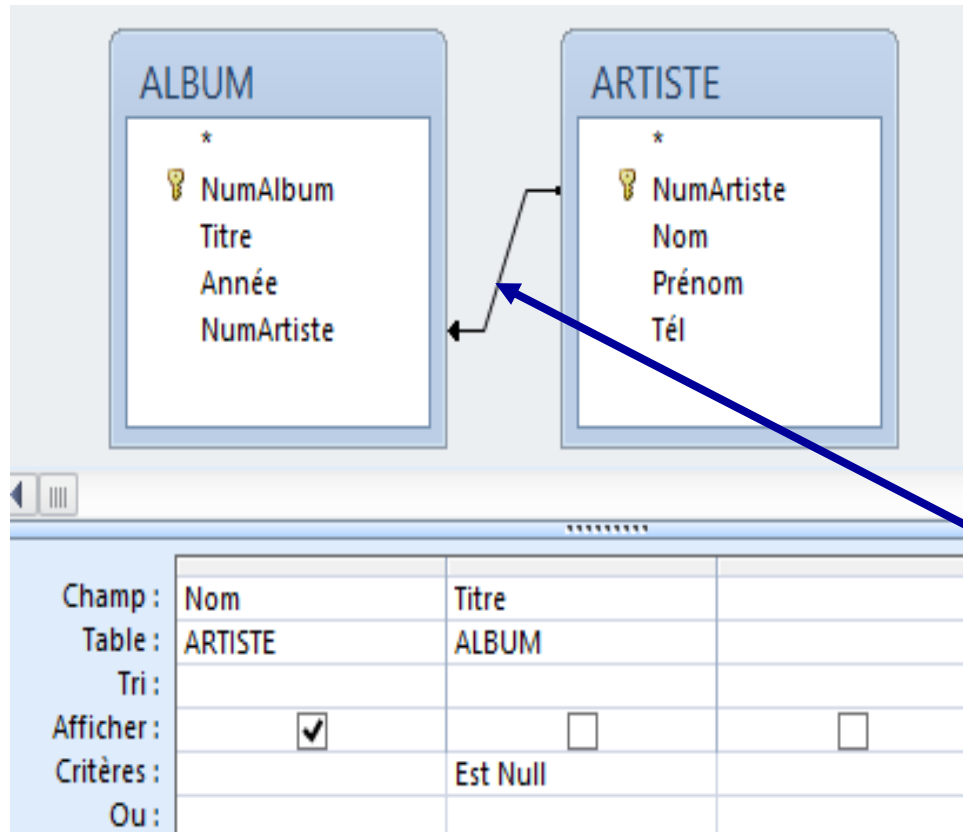 ALBUM
*
NumAlbum
Titre
Année
NumArtiste
ARTISTE
*
NumArtiste
Nom
Prénom
Tél
Champ : Nom Titre
Table : ARTISTE ALBUM
Tri :
Afficher :
Critères : Est Null
Ou :